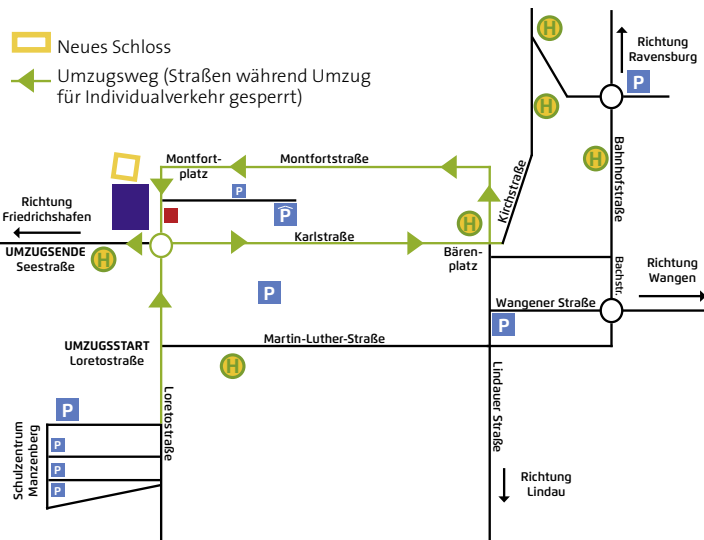 Neues Schloss
Umzugsweg (Straßen während Umzug
für Individualverkehr gesperrt)
H
Richtung
Ravensburg
P
H
Bahnhofstraße
H
Montfort-
platz
Montfortstraße
Kirchstraße
P
P
Richtung
Friedrichshafen
H
Karlstraße
UMZUGSENDE
Seestraße
H
Bären-
platz
Bachstr.
Richtung
Wangen
P
Wangener Straße
P
UMZUGSSTART
Loretostraße
Martin-Luther-Straße
H
Lindauer Straße
Loretostraße
P
Schulzentrum
Manzenberg
P
P
P
Richtung
Lindau